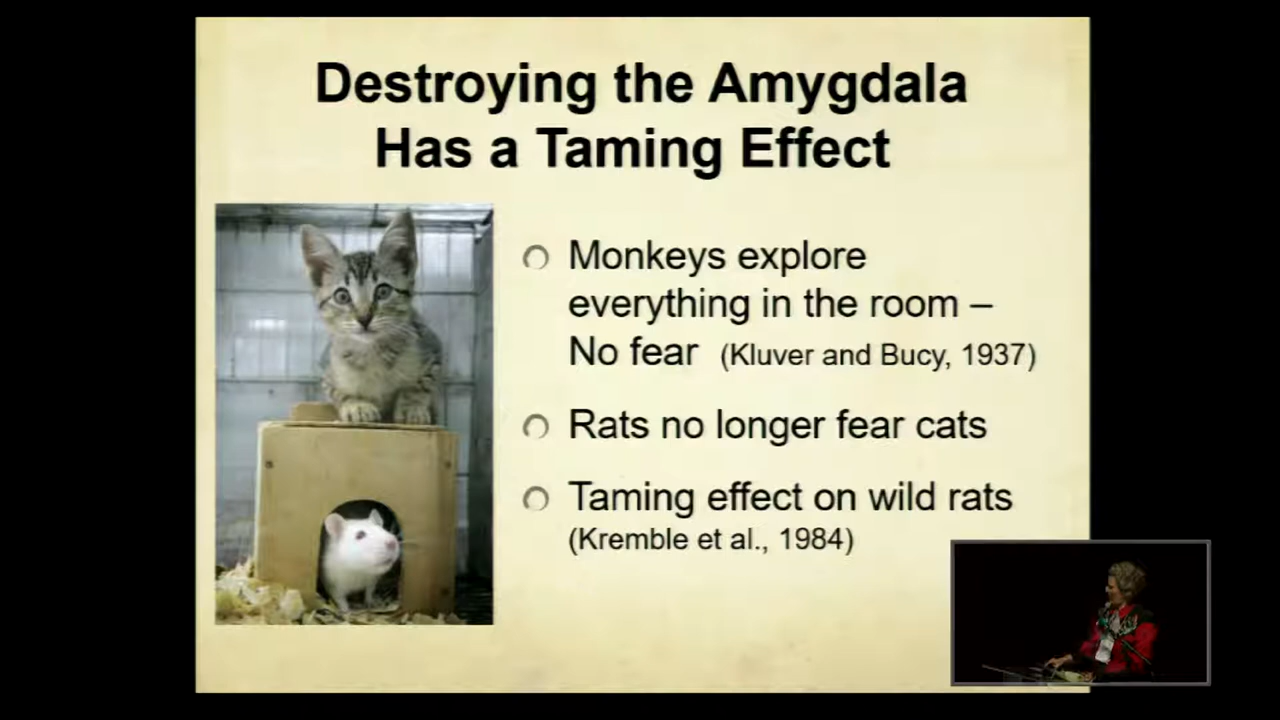 Destroying the Amygdala
Has a Taming Effect
Monkeys explore
everything in the room –
No fear (Kluver and Bucy, 1937)
Rats no longer fear cats
Taming effect on wild rats
(Kremble et al., 1984)